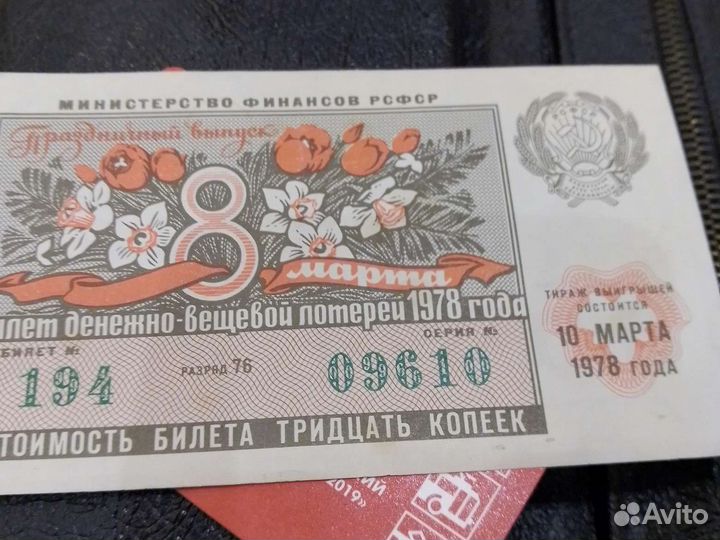 МИНИСТЕРСТВО ФИНАНСОВ РСФСР
Праздничный выпуск
РСФСР
8
марта
илет денежно-вещевой лотереи 1978 года
БИЛЕТ №
РАЗРЯД 76
СЕРИЯ №
194
09610
ТОИМОСТЬ БИЛЕТА ТРИДЦАТЬ КОПЕЕК
ТИРАЖ ВЫИГРЫШЕЙ
СОСТОИТСЯ
10 МАРТА
1978 ГОДА
2019»
Avito